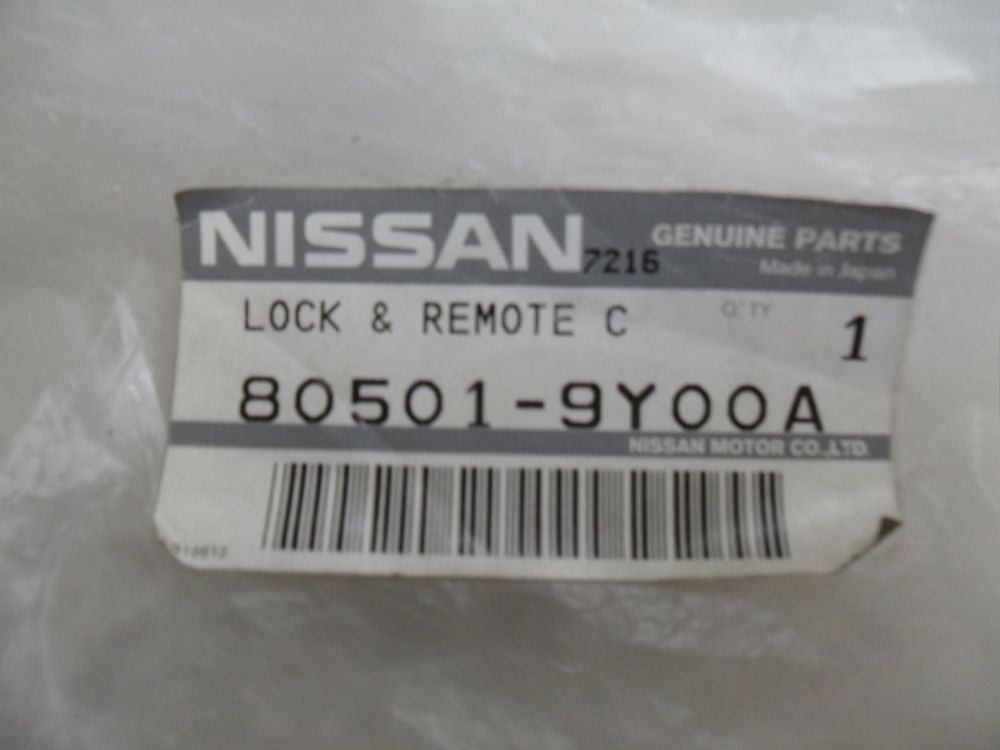 NISSAN 7216 GENUINE PARTS
Made in Japan
LOCK & REMOTE C Q'TY 1
80501-9Y00A
NISSAN MOTOR CO.,LTD.